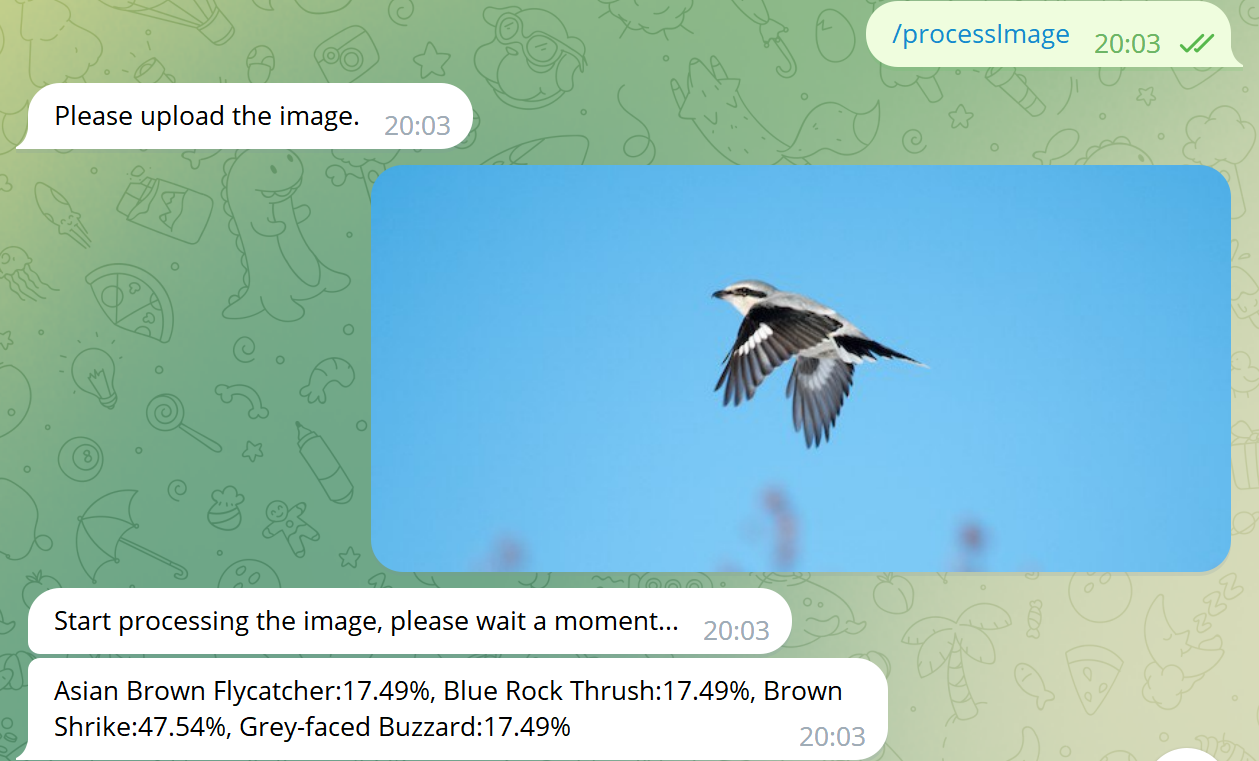 /processImage 20:03
Please upload the image. 20:03
Start processing the image, please wait a moment... 20:03
Asian Brown Flycatcher:17.49%, Blue Rock Thrush:17.49%, Brown
Shrike:47.54%, Grey-faced Buzzard:17.49%
20:03